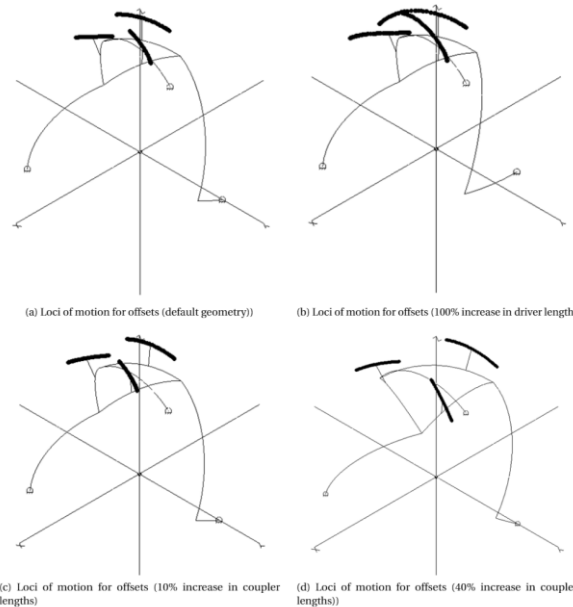 (a) Loci of motion for offsets (default geometry))
(b) Loci of motion for offsets (100% increase in driver length
(c) Loci of motion for offsets (10% increase in coupler
lengths)
(d) Loci of motion for offsets (40% increase in couple
lengths))